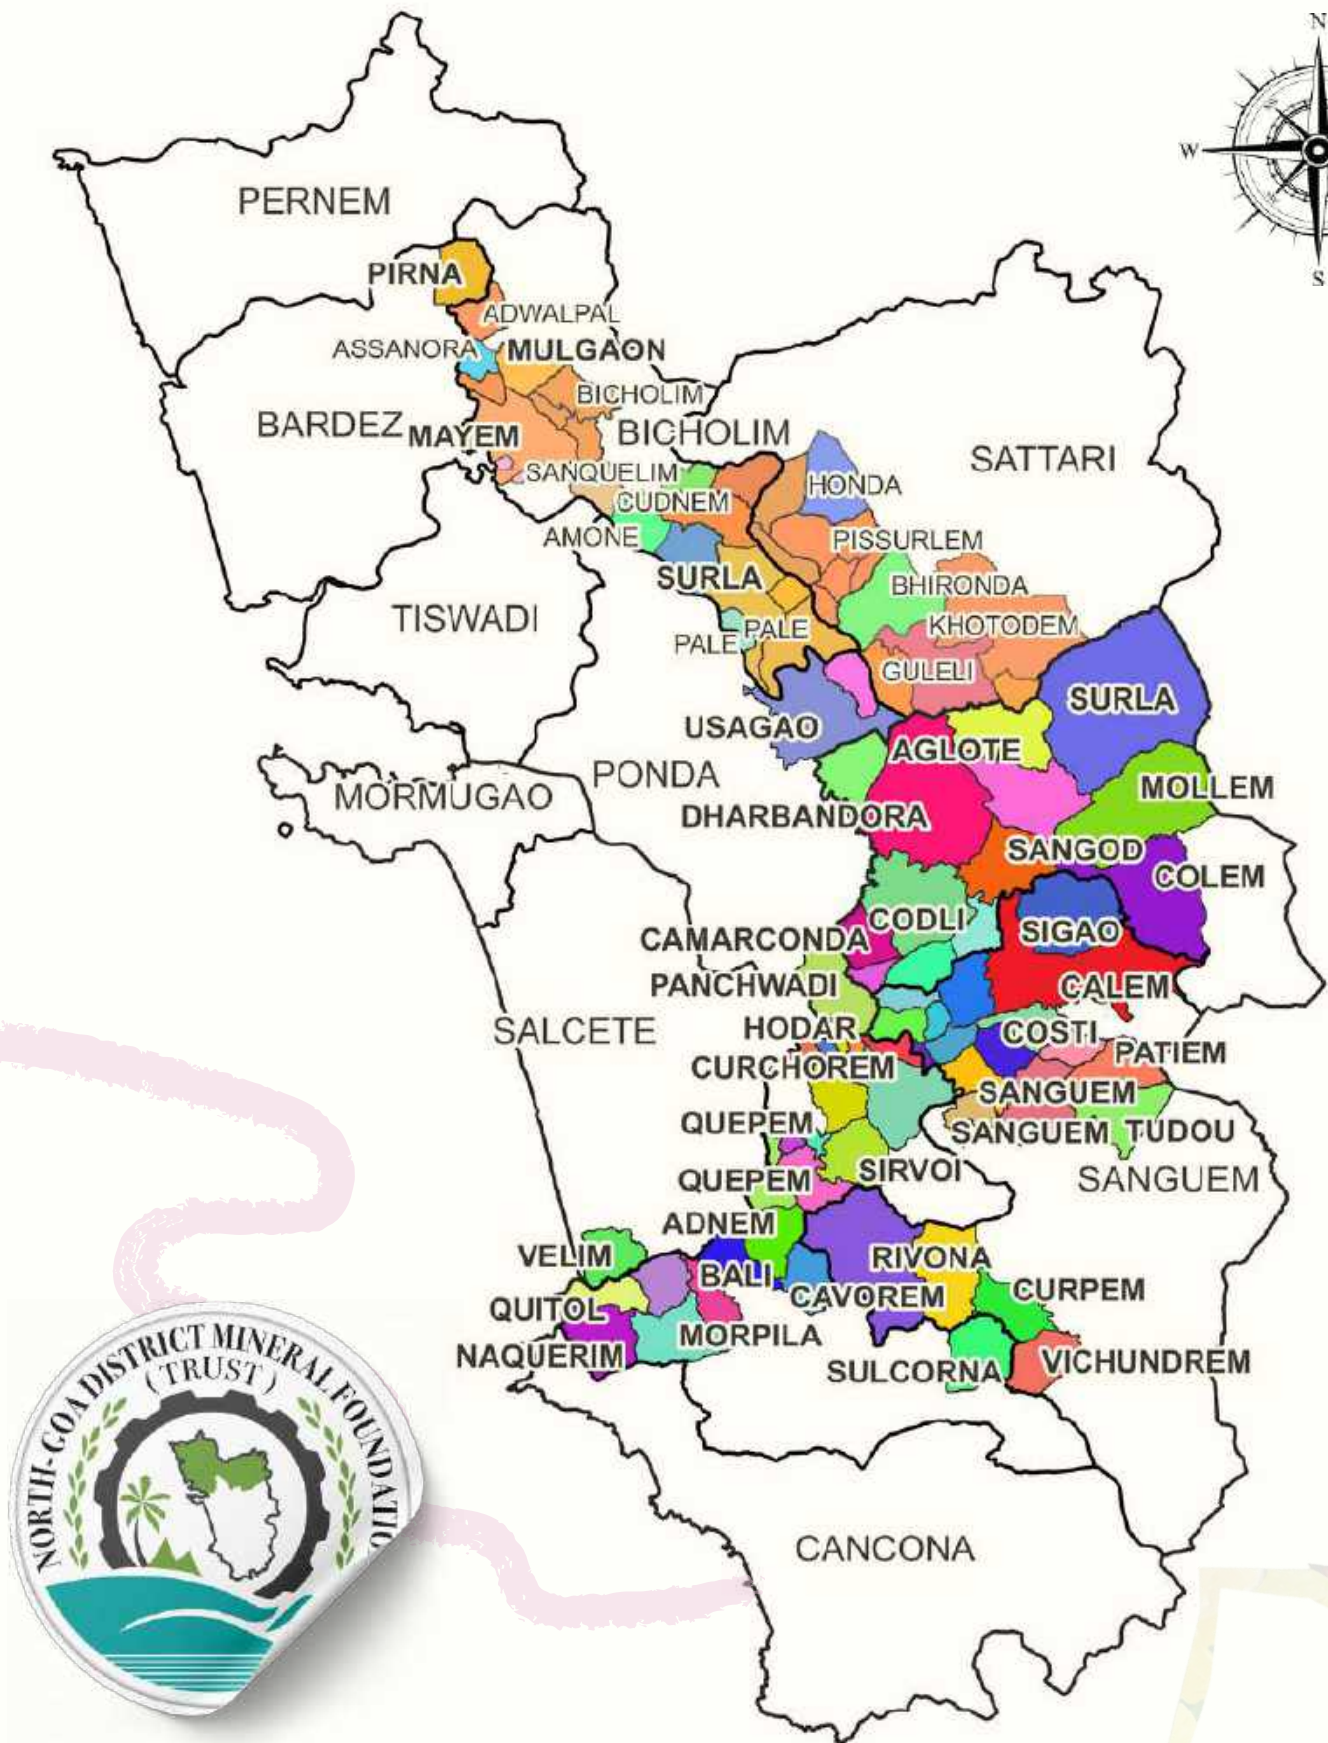 N
W
S
PERNEM
PIRNA
ADWALPAL
ASSANORA
MULGAON
BICHOLIM
BARDEZ
MAYEM
BICHOLIM
SATTARI
SANQUELIM
HONDA
CUDNEM
AMONE
PISSURLEM
SURLA
BHIRONDA
TISWADI
KHOTODEM
PALE
PALE
GULELI
SURLA
USAGAO
AGLOTE
PONDA
MOLLEM
MORMUGAO
DHARBANDORA
SANGOD
COLEM
CODLI
SIGAO
CAMARCONDA
PANCHWADI
CALEM
SALCETE
HODAR
COSTI
PATIEM
CURCHOREM
SANGUEM
QUEPEM
SANGUEM
TUDOU
SIRVOI
SANGUEM
QUEPEM
ADNEM
VELIM
RIVONA
BALI
CURPEM
CAVOREM
QUITOL
MORPILA
NAQUERIM
SULCORNA
VICHUNDREM
CANCONA
NORTH-GOA DISTRICT MINERAL FOUNDATIO
(TRUST)